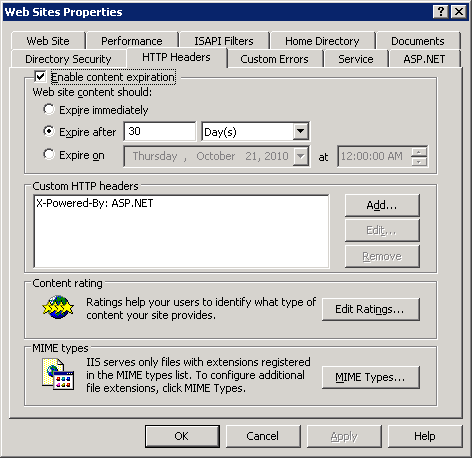 Web Sites Properties
Web Site
Performance
ISAPI Filters
Home Directory
Documents
Directory Security
HTTP Headers
Custom Errors
Service
ASP.NET
Enable content expiration
Web site content should:
Expire immediately
Expire after 30 Day(s)
Expire on Thursday , October 21, 2010 at 12:00:00 AM
Custom HTTP headers
X-Powered-By: ASP.NET
Add...
Edit...
Remove
Content rating
Ratings help your users to identify what type of
content your site provides.
Edit Ratings...
MIME types
IIS serves only files with extensions registered
in the MIME types list. To configure additional
file extensions, click MIME Types.
MIME Types...
OK
Cancel
Apply
Help